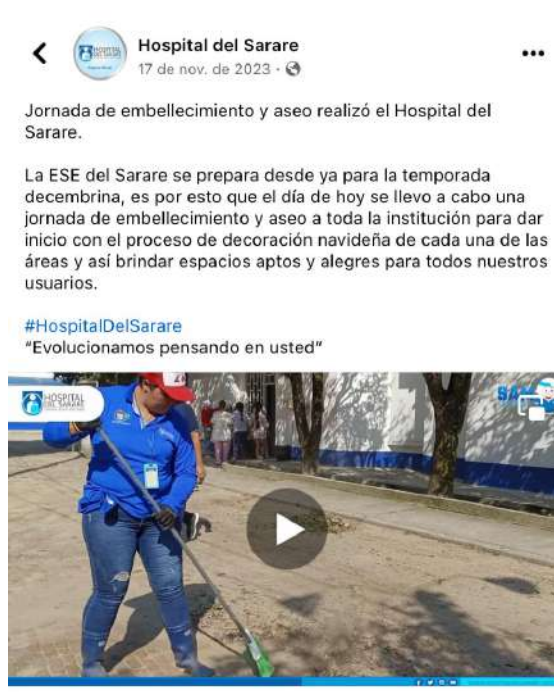 Hospital del Sarare
17 de nov. de 2023 ·
Jornada de embellecimiento y aseo realizó el Hospital del
Sarare.
La ESE del Sarare se prepara desde ya para la temporada
decembrina, es por esto que el día de hoy se llevo a cabo una
jornada de embellecimiento y aseo a toda la institución para dar
inicio con el proceso de decoración navideña de cada una de las
áreas y así brindar espacios aptos y alegres para todos nuestros
usuarios.
#HospitalDelSarare
“Evolucionamos pensando en usted”
HOSPITAL
DEL SARARE